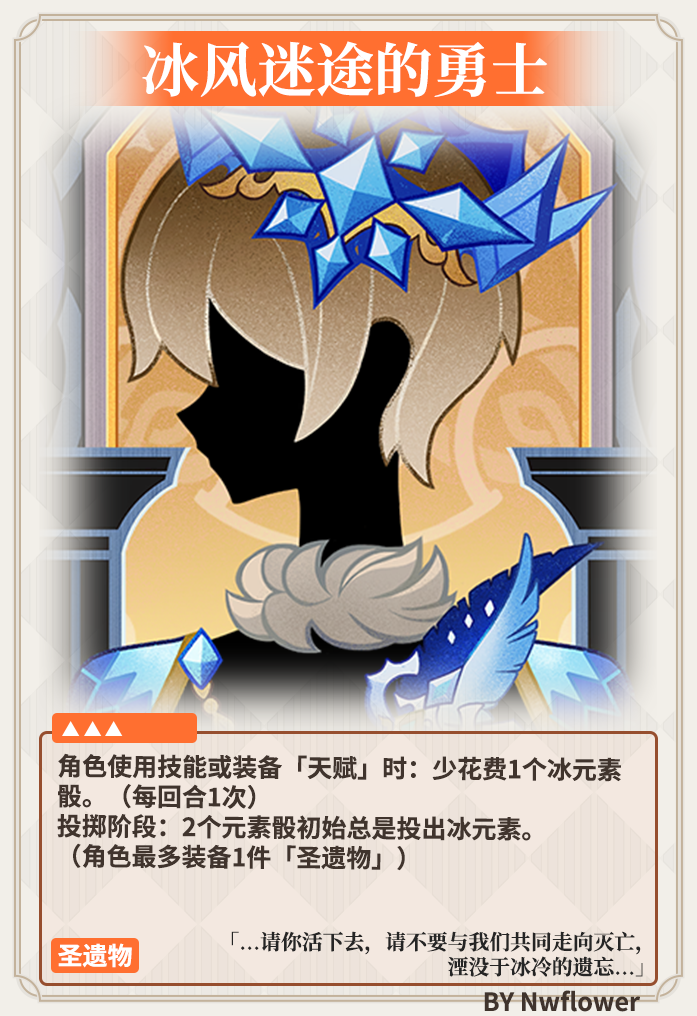 冰风迷途的勇士
角色使用技能或装备「天赋」时：少花费1个冰元素
骰。（每回合1次）
投掷阶段：2个元素骰初始总是投出冰元素。
（角色最多装备1件「圣遗物」）
「…请你活下去，请不要与我们共同走向灭亡，
湮没于冰冷的遗忘…」
圣遗物
BY Nwflower